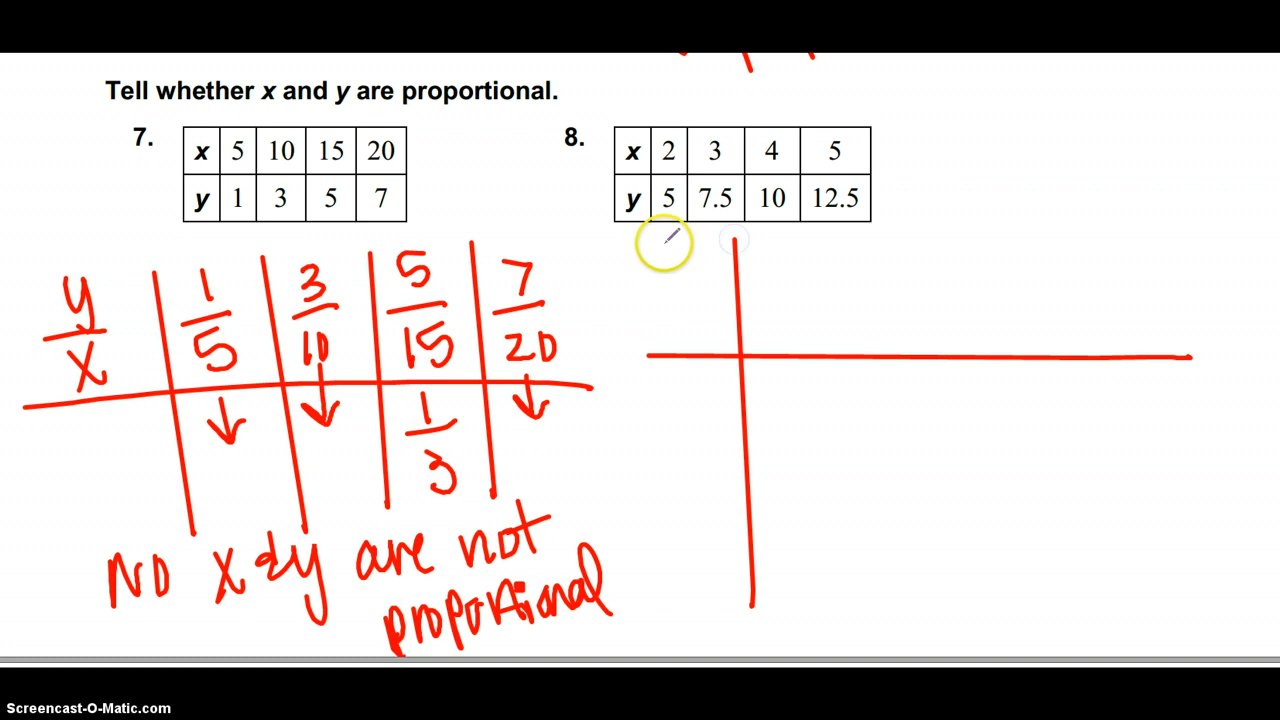 Tell whether x and y are proportional.
7.
x 5 10 15 20
y 1 3 5 7
8.
x 2 3 4 5
y 5 7.5 10 12.5
y/x 1/5 3/10 5/15 7/20
1/3
No x & y are not
proportional
Screencast-O-Matic.com